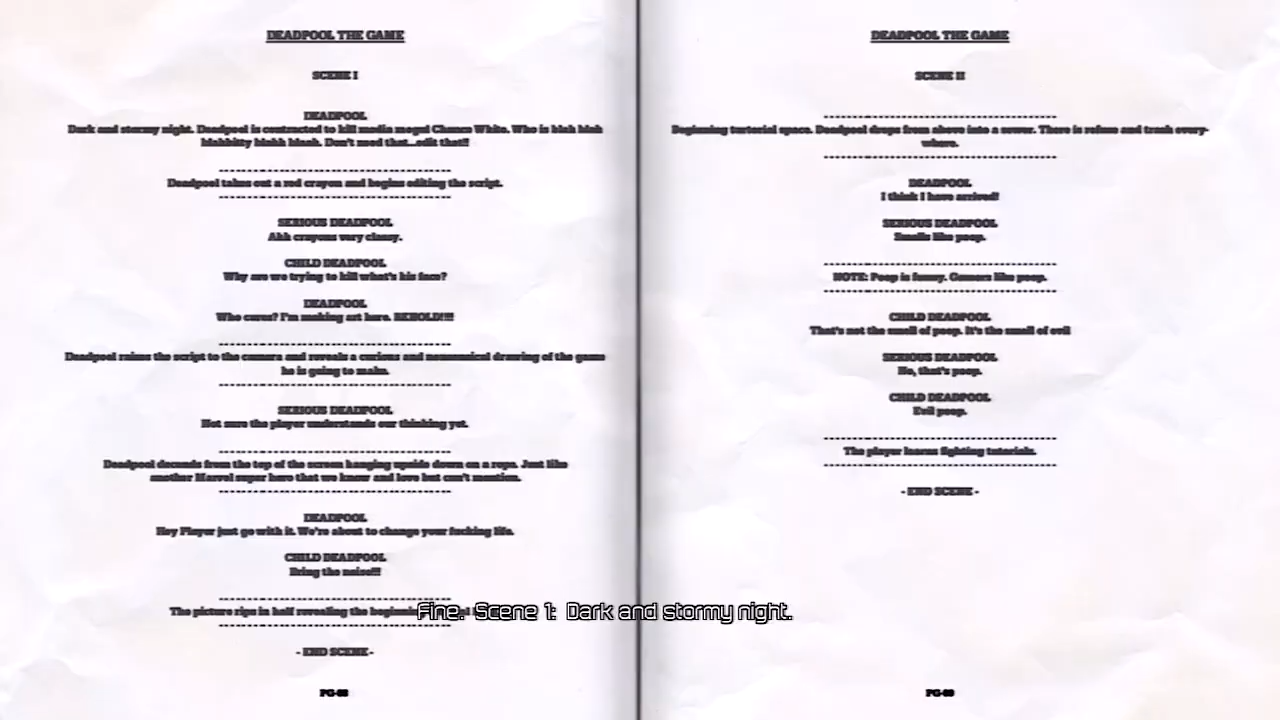 DEADPOOL THE GAME
SCENE I
DEADPOOL
Dark and stormy night. Deadpool is contracted to kill media mogul Chance White. Who is blah blah
blahbbity blahh blaah. Don't need that...edit that!!
Deadpool takes out a red crayon and begins editing the script.
SERIOUS DEADPOOL
Ahh crayons very classy.
CHILD DEADPOOL
Why are we trying to kill what's his face?
DEADPOOL
Who cares? I'm making art here. BEHOLD!!!!
Deadpool raises the script to the camera and reveals a curious and nonsensical drawing of the game
he is going to make.
SERIOUS DEADPOOL
Not sure the player understands our thinking yet.
Deadpool descends from the top of the screen hanging upside down on a rope. Just like
another Marvel super hero that we know and love but can't mention.
DEADPOOL
Hey Player just go with it. We're about to change your fucking life.
CHILD DEADPOOL
Bring the noise!!!
The picture rips in half revealing the
Fine. Scene 1: Dark and stormy night.
- END SCENE -
PG-08
DEADPOOL THE GAME
SCENE II
Beginning turtorial space. Deadpool drops from above into a sewer. There is refuse and trash every-
where.
DEADPOOL
I think I have arrived!
SERIOUS DEADPOOL
Smells like poop.
NOTE: Poop is funny. Gamers like poop.
CHILD DEADPOOL
That's not the smell of poop. It's the smell of evil
SERIOUS DEADPOOL
No, that's poop.
CHILD DEADPOOL
Evil poop.
The player learns fighting tutorials.
- END SCENE -
PG-09